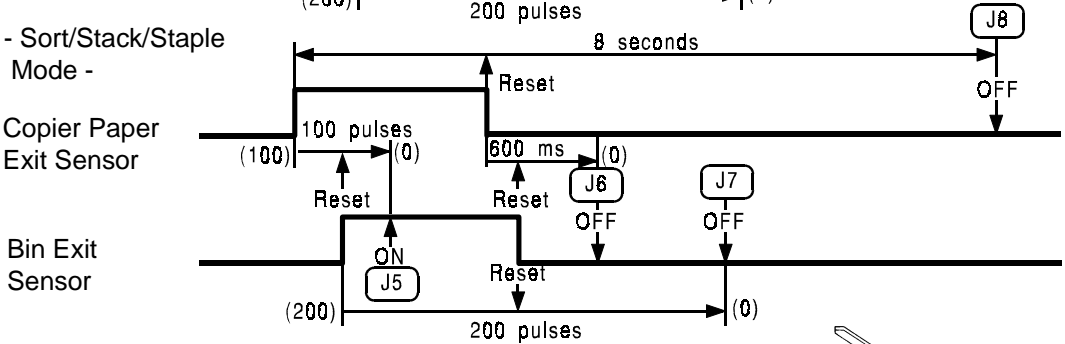 (200) (0)
200 pulses
J8
- Sort/Stack/Staple
Mode -
8 seconds
Reset
OFF
Copier Paper
Exit Sensor
100 pulses
(100) (0)
600 ms (0)
J6
J7
Reset Reset
OFF OFF
Bin Exit
Sensor
ON
J5
Reset
(200) (0)
200 pulses